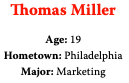 Thomas Miller
Age: 19
Hometown: Philadelphia
Major: Marketing